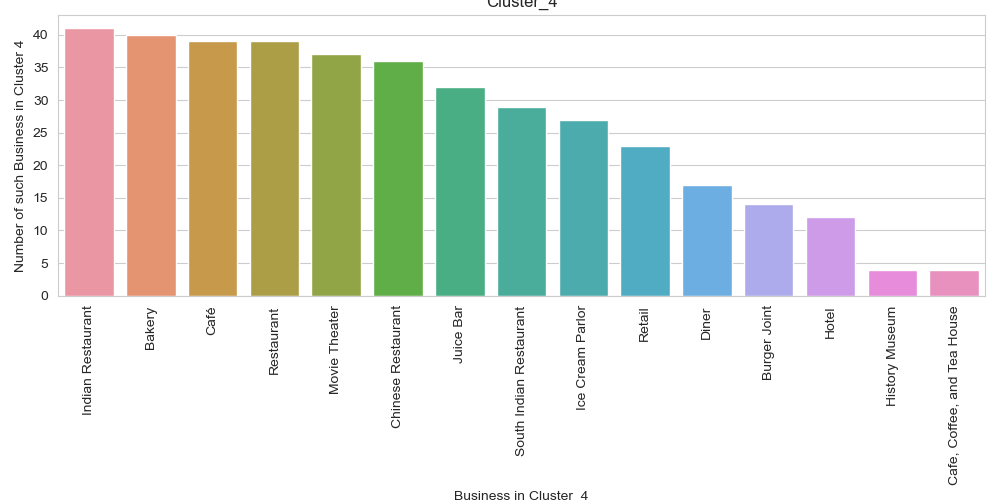 Cluster_4
Number of such Business in Cluster 4
40
35
30
25
20
15
10
5
0
Indian Restaurant
Bakery
Café
Restaurant
Movie Theater
Chinese Restaurant
Juice Bar
South Indian Restaurant
Ice Cream Parlor
Retail
Diner
Burger Joint
Hotel
History Museum
Cafe, Coffee, and Tea House
Business in Cluster 4